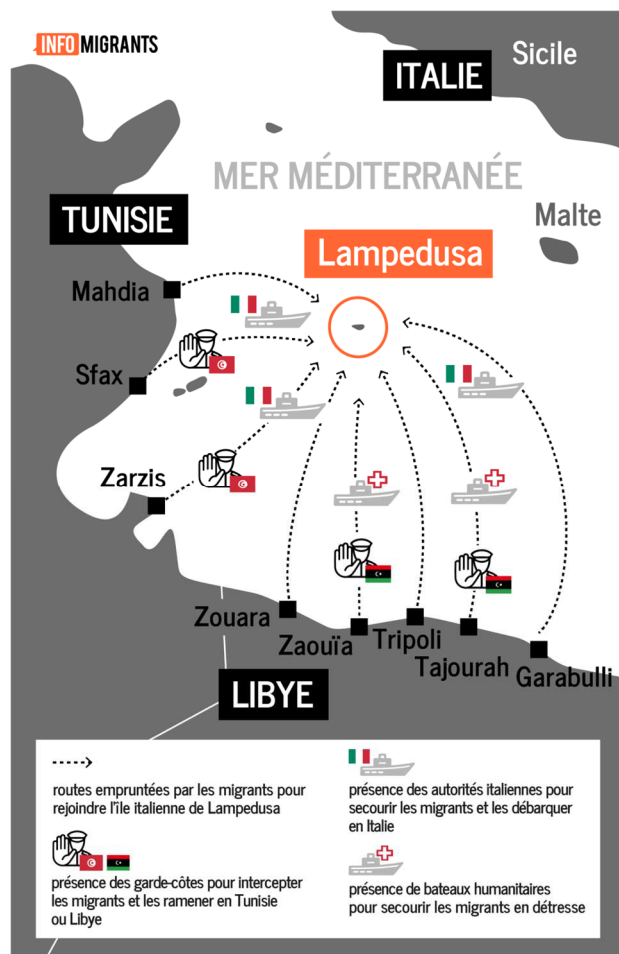 INFO MIGRANTS
Sicile
ITALIE
MER MÉDITERRANÉE
TUNISIE
Malte
Lampedusa
Mahdia
Sfax
Zarzis
Zouara
Zaouïa
Tripoli
Tajourah
Garabulli
LIBYE
routes empruntées par les migrants pour
rejoindre l'île italienne de Lampedusa
présence des garde-côtes pour intercepter
les migrants et les ramener en Tunisie
ou Libye
présence des autorités italiennes pour
secourir les migrants et les débarquer
en Italie
présence de bateaux humanitaires
pour secourir les migrants en détresse